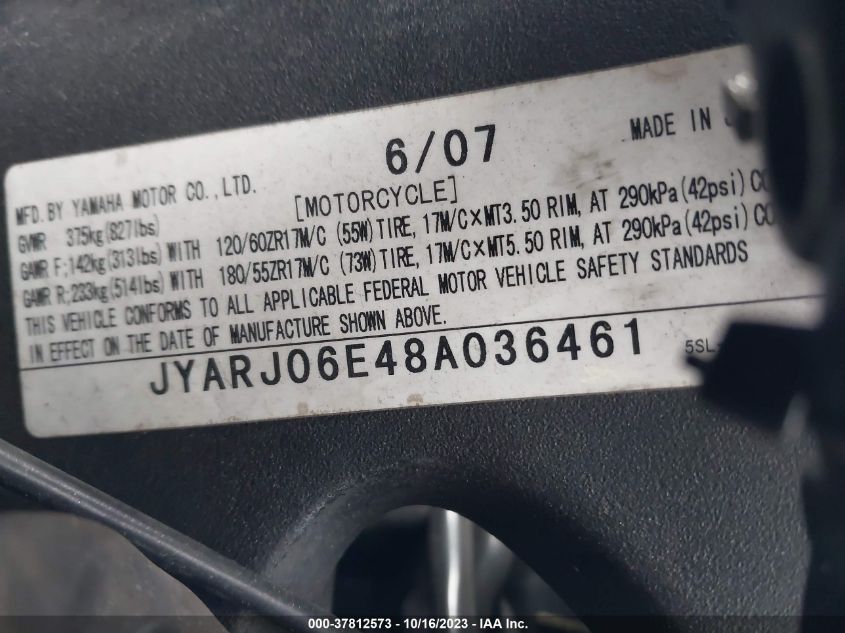 6/07
MADE IN
MFD. BY YAMAHA MOTOR CO., LTD.
[MOTORCYCLE]
GVWR 375kg (827lbs)
GAWR F;142kg (313lbs) WITH 120/60ZR17M/C (55W) TIRE, 17M/C×MT3.50 RIM, AT 290kPa (42psi)
GAWR R;233kg (514lbs) WITH 180/55ZR17M/C (73W) TIRE, 17M/C×MT5.50 RIM, AT 290kPa (42psi)
THIS VEHICLE CONFORMS TO ALL APPLICABLE FEDERAL MOTOR VEHICLE SAFETY STANDARDS
IN EFFECT ON THE DATE OF MANUFACTURE SHOWN ABOVE.
JYARJ06E48A036461
5SL-
000-37812573 - 10/16/2023 - IAA Inc.